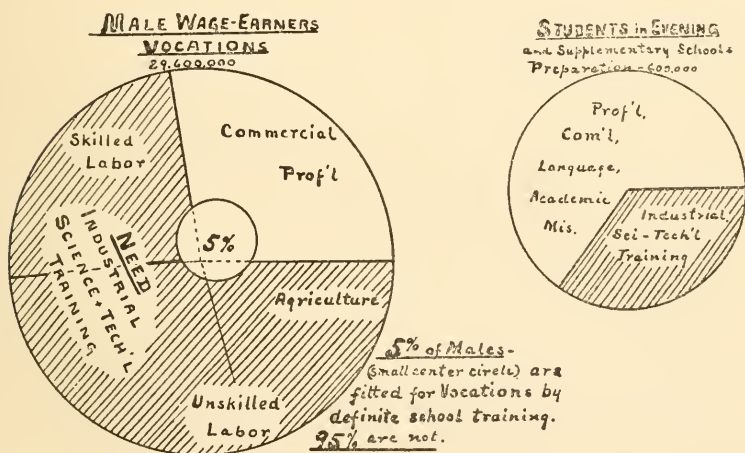 MALE WAGE-EARNERS
VOCATIONS
29,600,000
Skilled
Labor
Commercial
Prof'l
5%
NEED
INDUSTRIAL
SCIENCE + TECH'L
TRAINING
Agriculture
Unskilled
Labor
5% of Males-
(small center circle) are
fitted for Vocations by
definite school training.
95% are not.
STUDENTS in EVENING
and Supplementary Schools
Preparation - 600,000
Prof'l,
Com'l,
Language,
Academic
Mis.
Industrial
Sci-Tech'l
Training